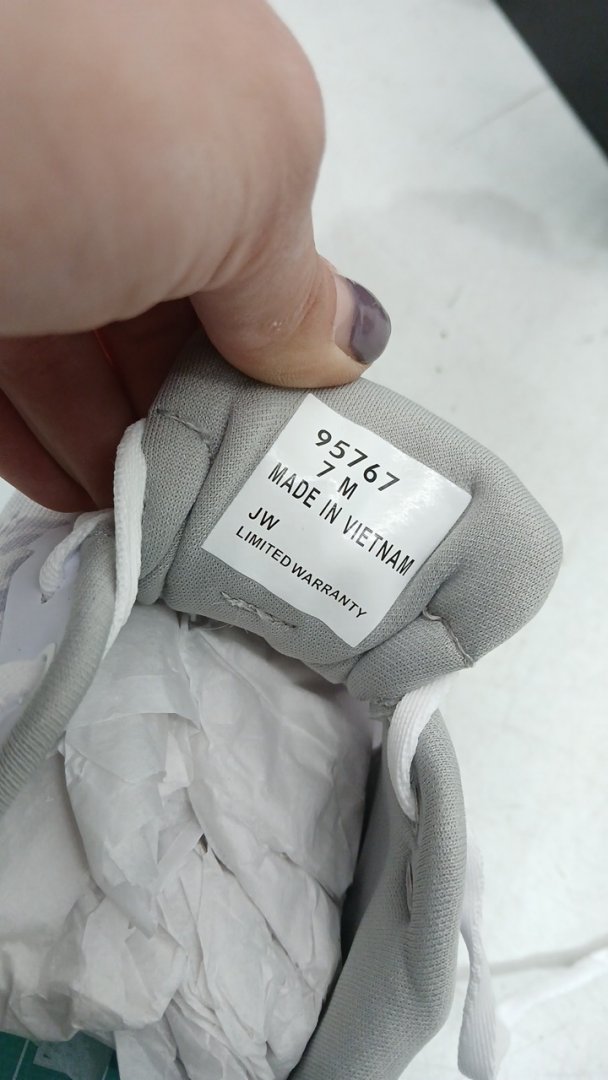 95767
7 M
MADE IN VIETNAM
JW
LIMITED WARRANTY